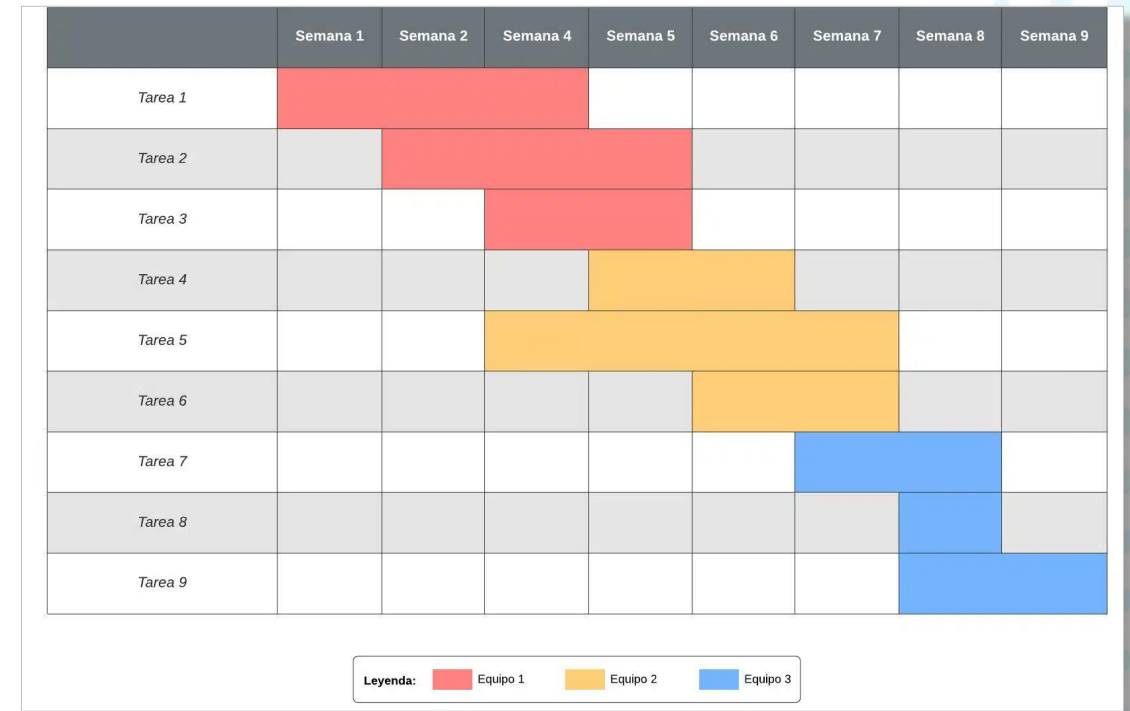 Semana 1 Semana 2 Semana 4 Semana 5 Semana 6 Semana 7 Semana 8 Semana 9
Tarea 1
Tarea 2
Tarea 3
Tarea 4
Tarea 5
Tarea 6
Tarea 7
Tarea 8
Tarea 9
Leyenda: Equipo 1 Equipo 2 Equipo 3